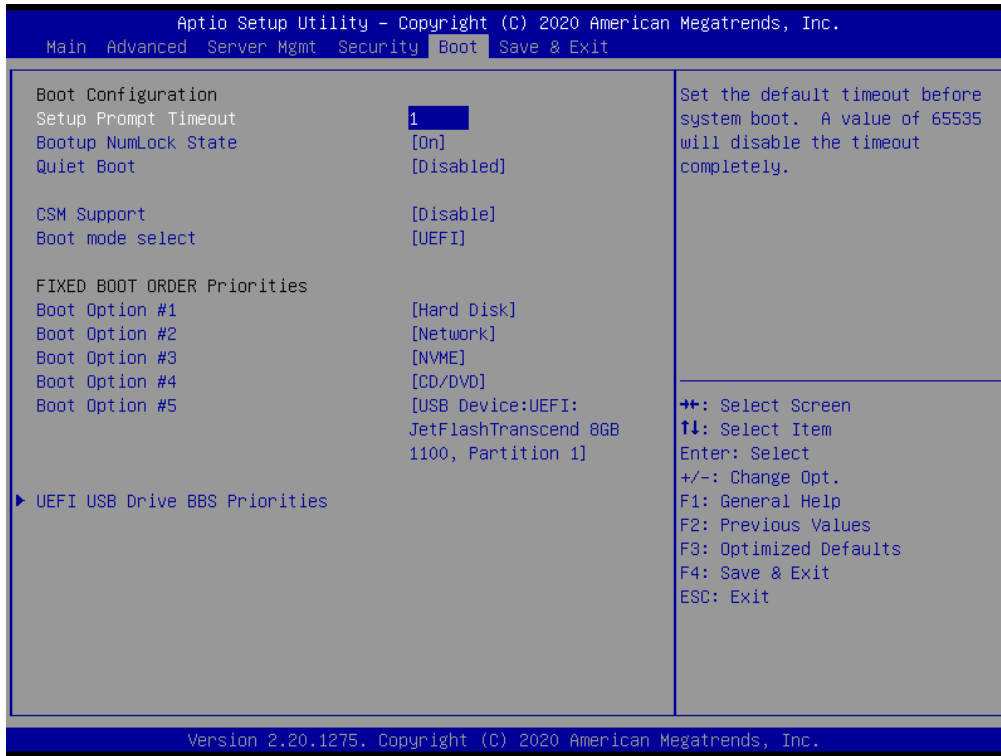 Aptio Setup Utility – Copyright (C) 2020 American Megatrends, Inc.
Main Advanced Server Mgmt Security Boot Save & Exit
Boot Configuration
Setup Prompt Timeout 1
Bootup NumLock State [On]
Quiet Boot [Disabled]
CSM Support [Disable]
Boot mode select [UEFI]
FIXED BOOT ORDER Priorities
Boot Option #1 [Hard Disk]
Boot Option #2 [Network]
Boot Option #3 [NVME]
Boot Option #4 [CD/DVD]
Boot Option #5 [USB Device:UEFI:
JetFlashTranscend 8GB
1100, Partition 1]
UEFI USB Drive BBS Priorities
Set the default timeout before
system boot. A value of 65535
will disable the timeout
completely.
→←: Select Screen
↑↓: Select Item
Enter: Select
+/-: Change Opt.
F1: General Help
F2: Previous Values
F3: Optimized Defaults
F4: Save & Exit
ESC: Exit
Version 2.20.1275. Copyright (C) 2020 American Megatrends, Inc.